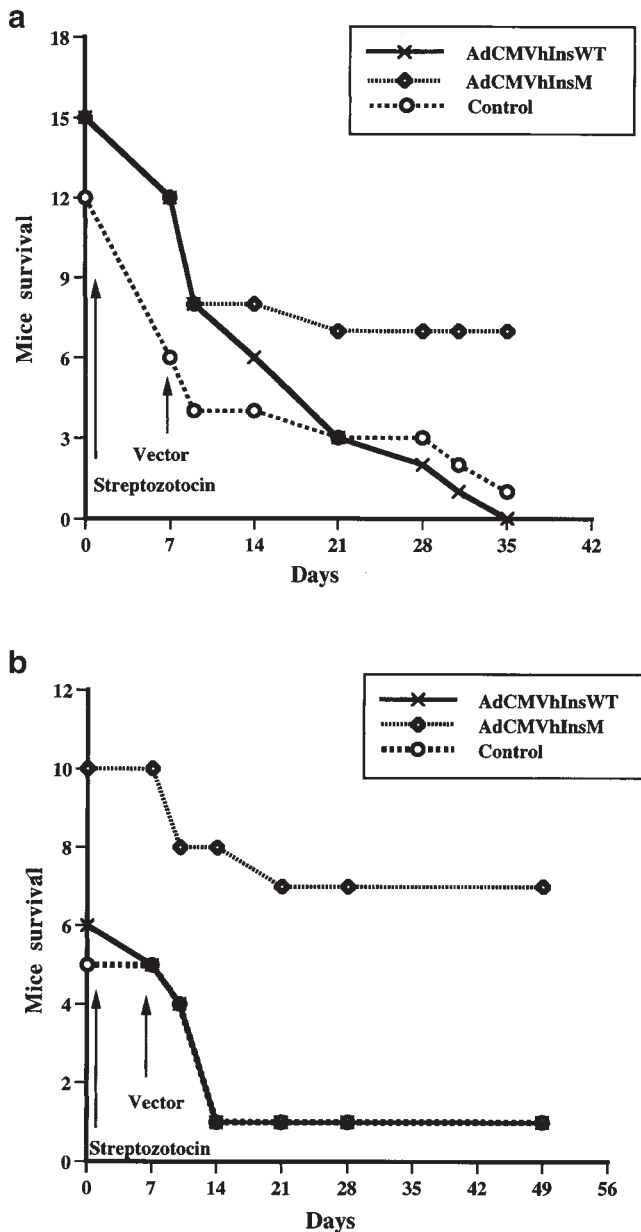 a
AdCMVhInsWT
AdCMVhInsM
Control
18
15
12
9
6
3
0
Mice survival
Vector
Streptozotocin
0 7 14 21 28 35 42
Days
b
AdCMVhInsWT
AdCMVhInsM
Control
12
10
8
6
4
2
0
Mice survival
Vector
Streptozotocin
0 7 14 21 28 35 42 49 56
Days